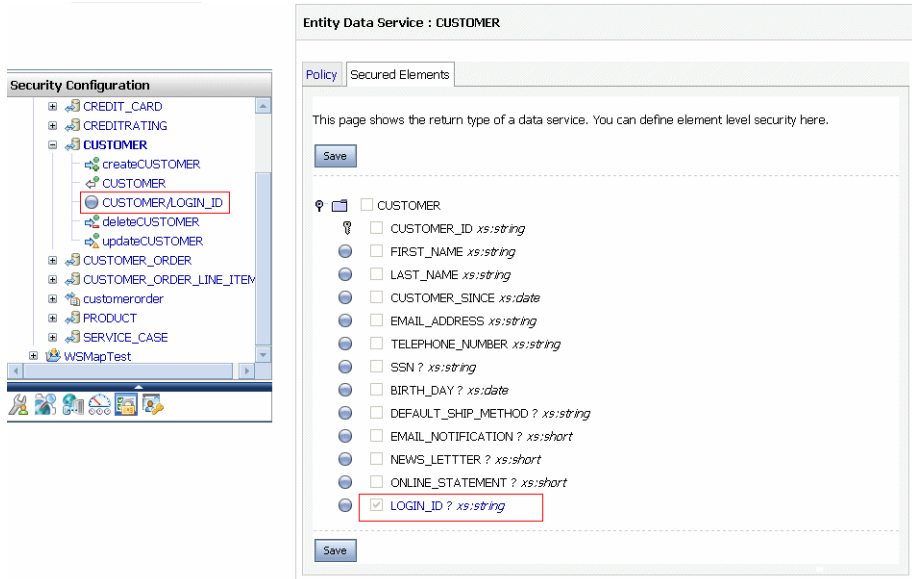 Security Configuration
CREDIT_CARD
CREDITRATING
CUSTOMER
createCUSTOMER
CUSTOMER
CUSTOMER/LOGIN_ID
deleteCUSTOMER
updateCUSTOMER
CUSTOMER_ORDER
CUSTOMER_ORDER_LINE_ITEM
customerorder
PRODUCT
SERVICE_CASE
WSMapTest
Entity Data Service : CUSTOMER
Policy Secured Elements
This page shows the return type of a data service. You can define element level security here.
Save
CUSTOMER
CUSTOMER_ID xs:string
FIRST_NAME xs:string
LAST_NAME xs:string
CUSTOMER_SINCE xs:date
EMAIL_ADDRESS xs:string
TELEPHONE_NUMBER xs:string
SSN ? xs:string
BIRTH_DAY ? xs:date
DEFAULT_SHIP_METHOD ? xs:string
EMAIL_NOTIFICATION ? xs:short
NEWS_LETTTER ? xs:short
ONLINE_STATEMENT ? xs:short
LOGIN_ID ? xs:string
Save